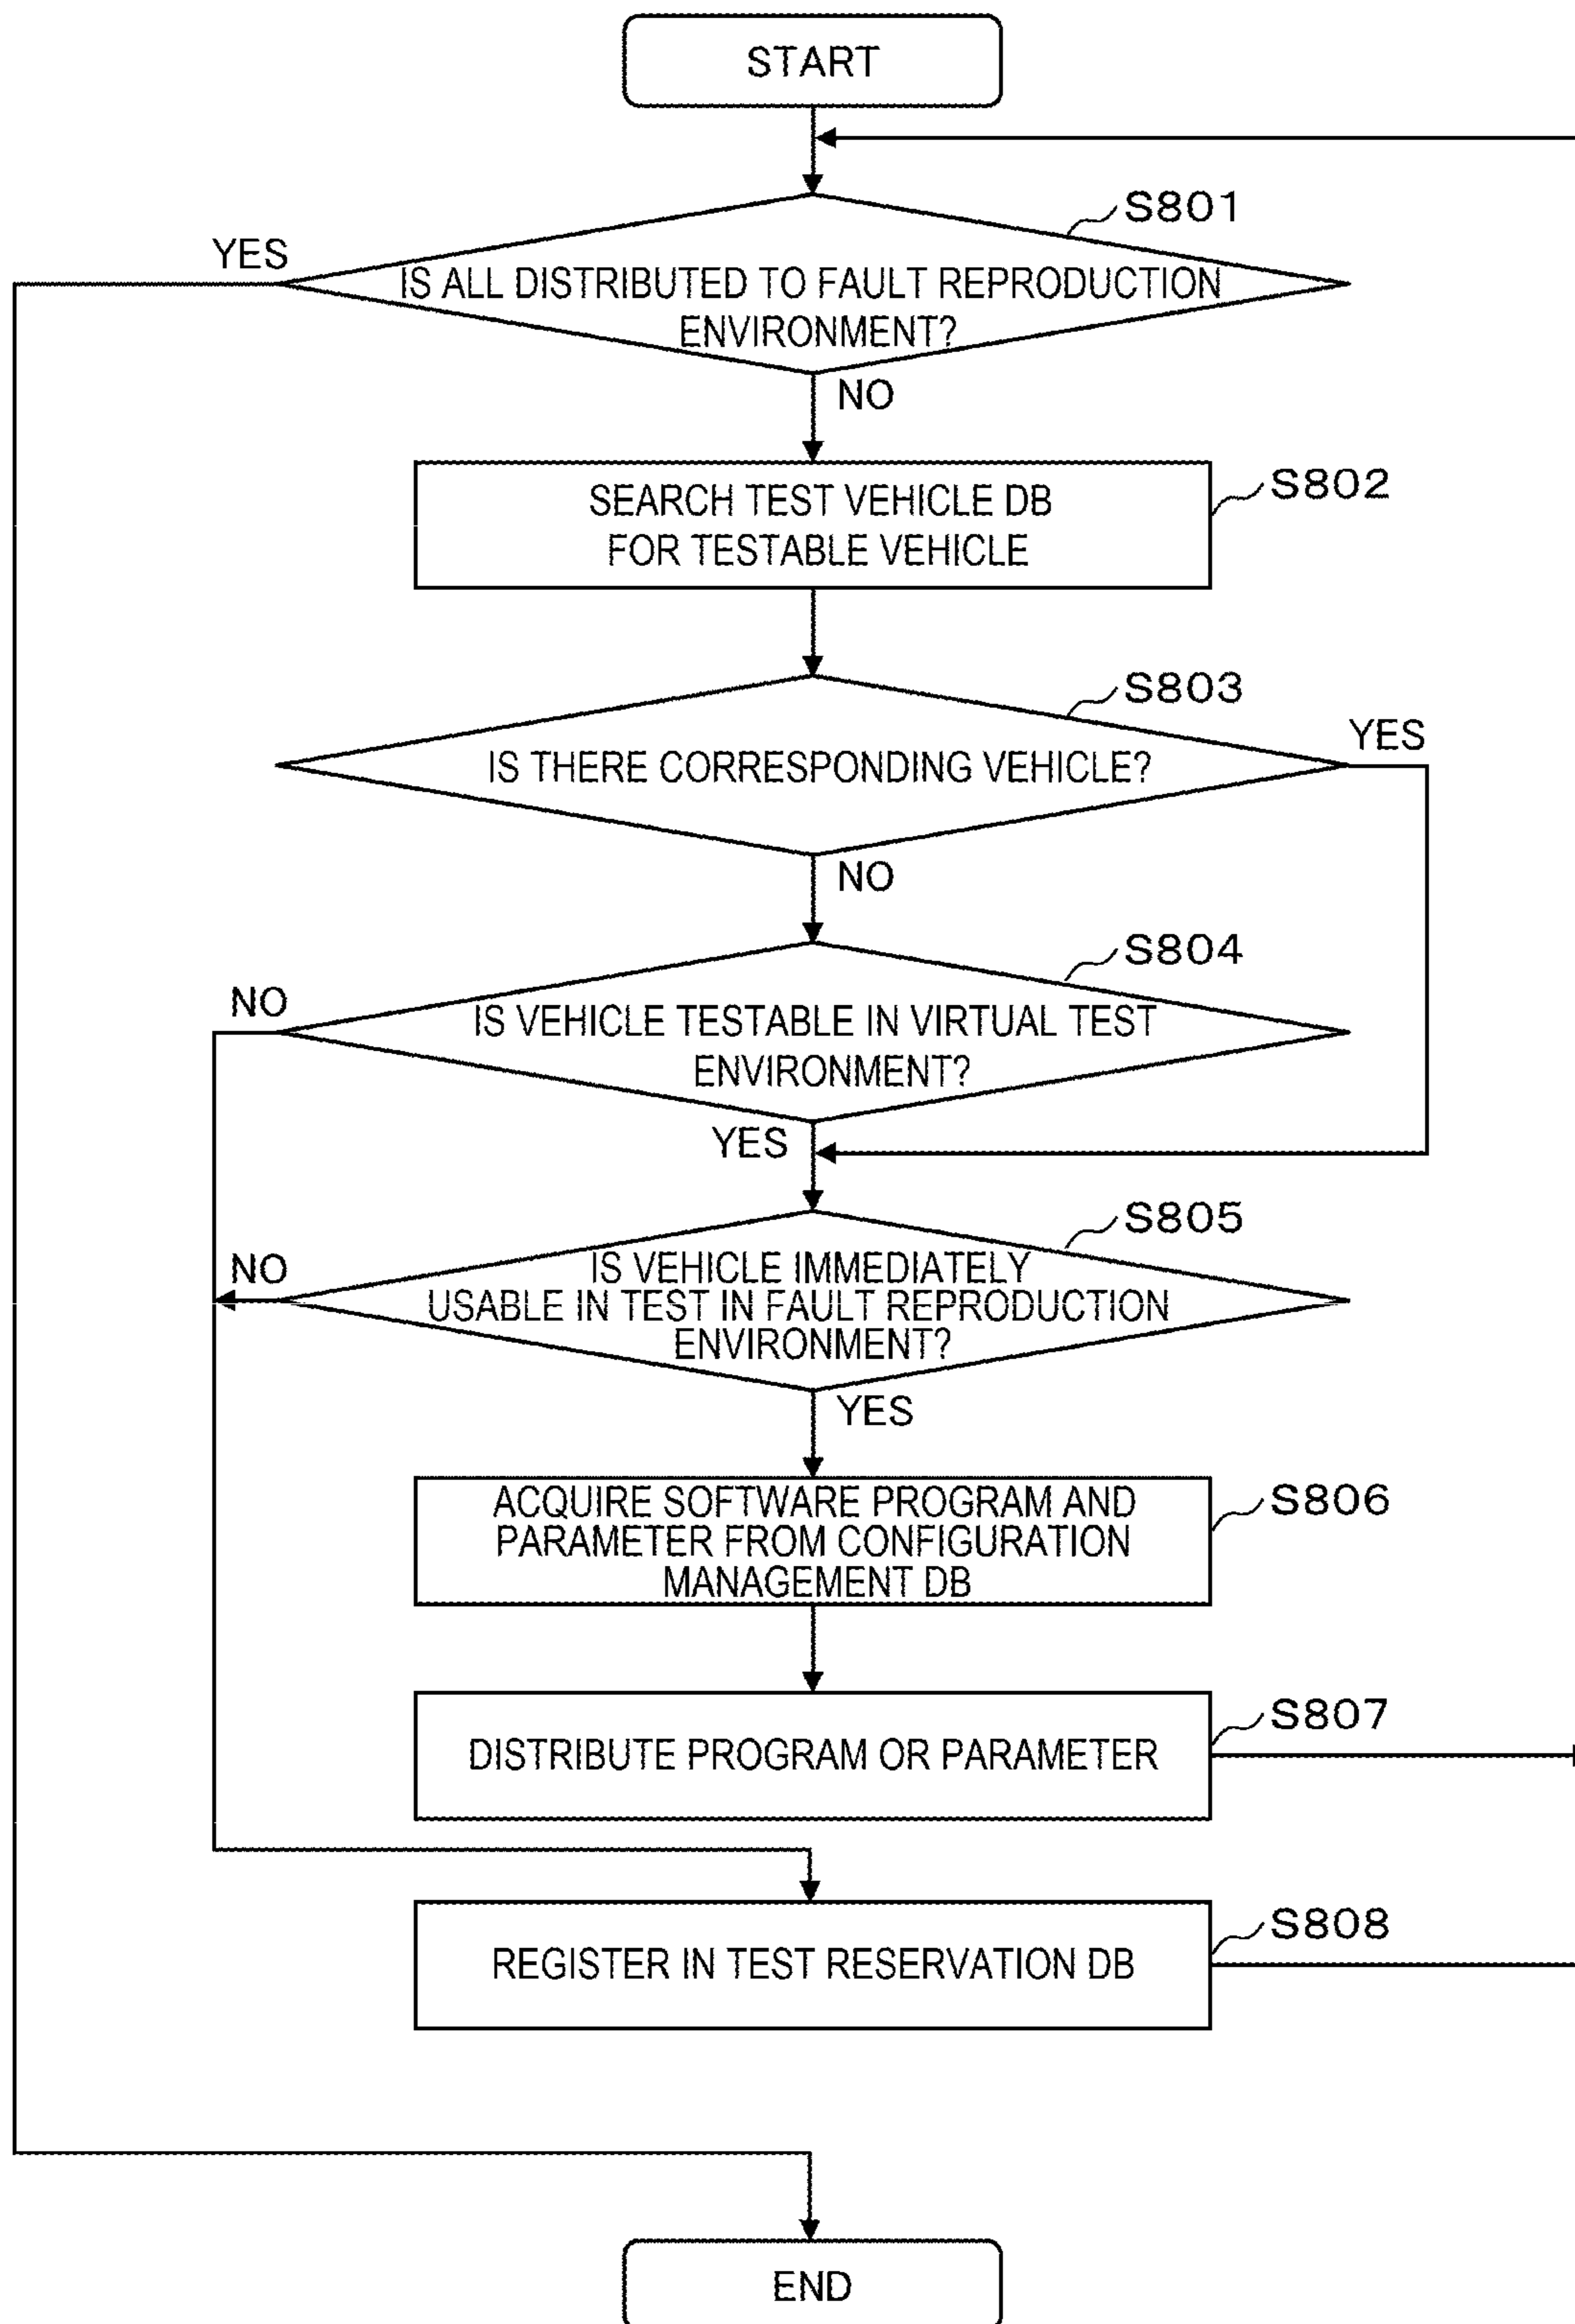 START
S801
YES
IS ALL DISTRIBUTED TO FAULT REPRODUCTION
ENVIRONMENT?
NO
S802
SEARCH TEST VEHICLE DB
FOR TESTABLE VEHICLE
S803
YES
IS THERE CORRESPONDING VEHICLE?
NO
S804
NO
IS VEHICLE TESTABLE IN VIRTUAL TEST
ENVIRONMENT?
YES
S805
NO
IS VEHICLE IMMEDIATELY
USABLE IN TEST IN FAULT REPRODUCTION
ENVIRONMENT?
YES
S806
ACQUIRE SOFTWARE PROGRAM AND
PARAMETER FROM CONFIGURATION
MANAGEMENT DB
S807
DISTRIBUTE PROGRAM OR PARAMETER
S808
REGISTER IN TEST RESERVATION DB
END